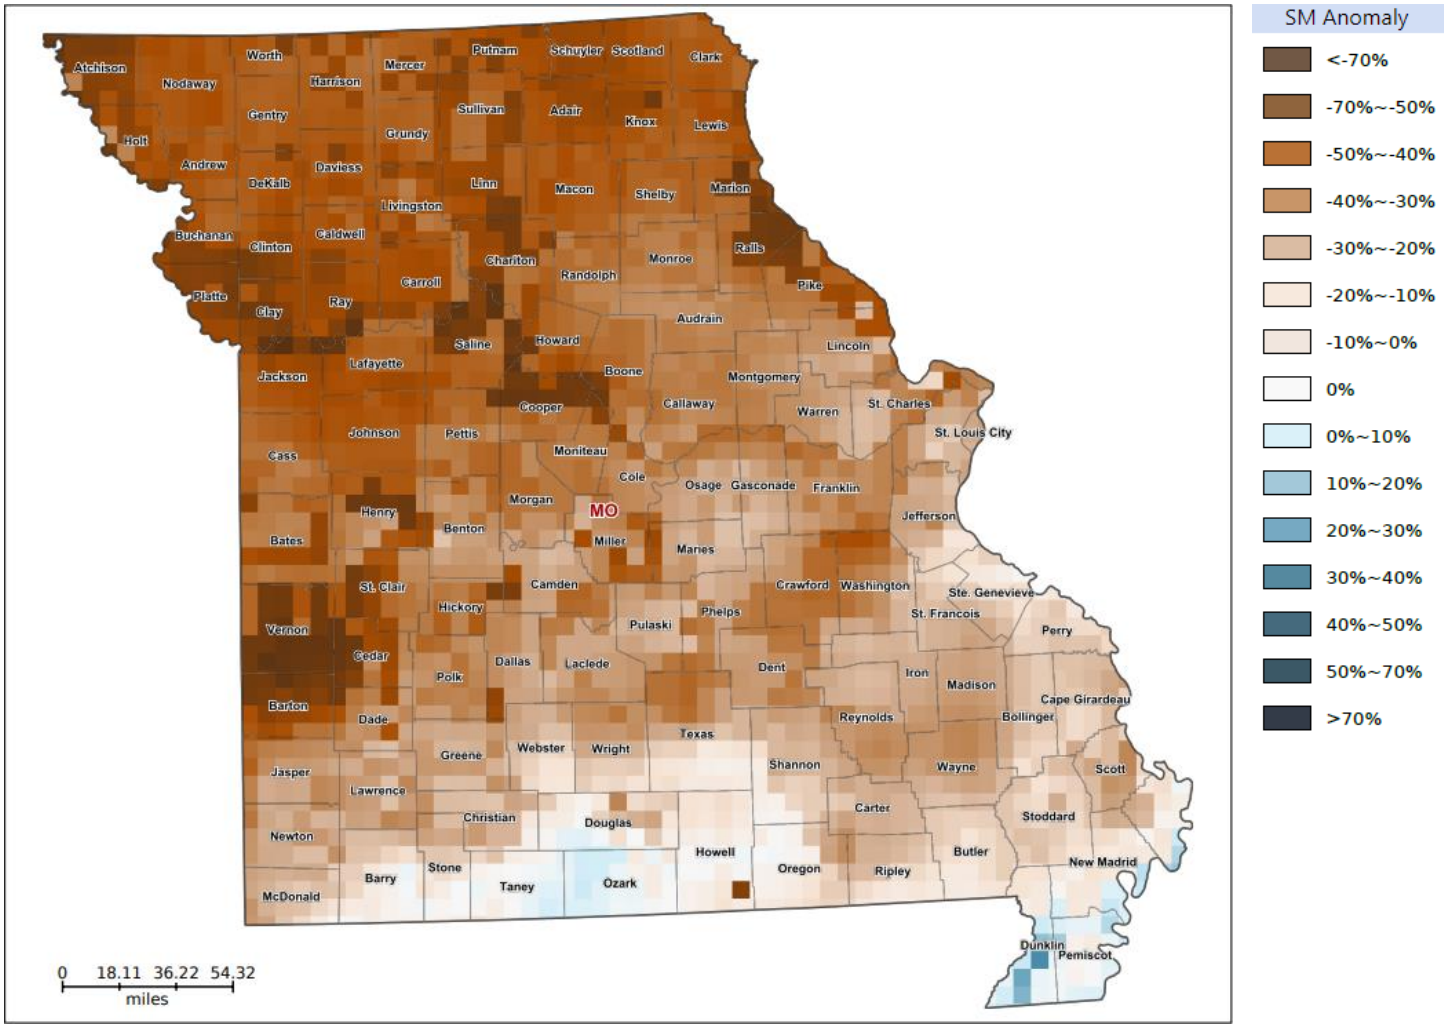 SM Anomaly
<-70%
-70%~-50%
-50%~-40%
-40%~-30%
-30%~-20%
-20%~-10%
-10%~0%
0%
0%~10%
10%~20%
20%~30%
30%~40%
40%~50%
50%~70%
>70%
Atchison
Nodaway
Worth
Harrison
Mercer
Putnam
Schuyler
Scotland
Clark
Gentry
Sullivan
Adair
Knox
Lewis
Holt
Grundy
Andrew
DeKalb
Daviess
Linn
Macon
Shelby
Marion
Livingston
Buchanan
Clinton
Caldwell
Chariton
Randolph
Monroe
Ralls
Platte
Clay
Ray
Carroll
Pike
Saline
Howard
Audrain
Lincoln
Jackson
Lafayette
Boone
Montgomery
Cooper
Callaway
Warren
St. Charles
Johnson
Pettis
St. Louis City
Cass
Moniteau
Cole
Osage
Gasconade
Franklin
Henry
Morgan
MO
Jefferson
Bates
Benton
Miller
Maries
St. Clair
Camden
Crawford
Washington
Ste. Genevieve
Hickory
Phelps
St. Francois
Vernon
Pulaski
Perry
Cedar
Polk
Dallas
Laclede
Dent
Iron
Madison
Cape Girardeau
Barton
Dade
Reynolds
Bollinger
Texas
Greene
Webster
Wright
Shannon
Wayne
Scott
Jasper
Lawrence
Christian
Douglas
Carter
Stoddard
Newton
Howell
Butler
New Madrid
Barry
Stone
Taney
Ozark
Oregon
Ripley
McDonald
Dunklin
Pemiscot
0 18.11 36.22 54.32
miles